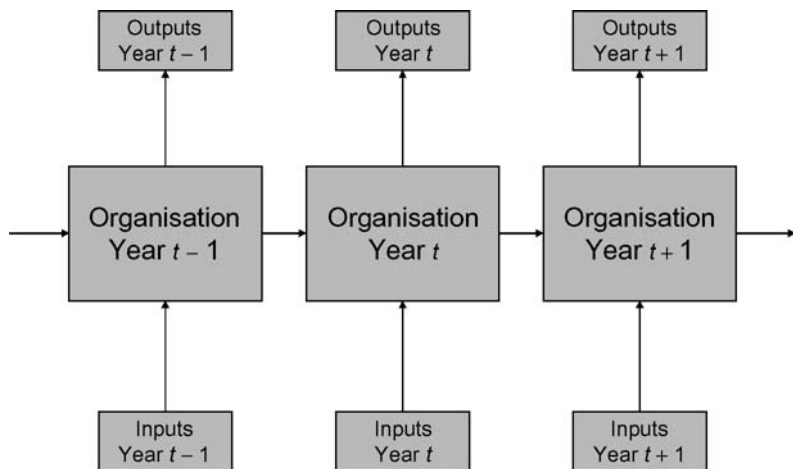 Outputs
Year t – 1
Outputs
Year t
Outputs
Year t + 1
Organisation
Year t – 1
Organisation
Year t
Organisation
Year t + 1
Inputs
Year t – 1
Inputs
Year t
Inputs
Year t + 1